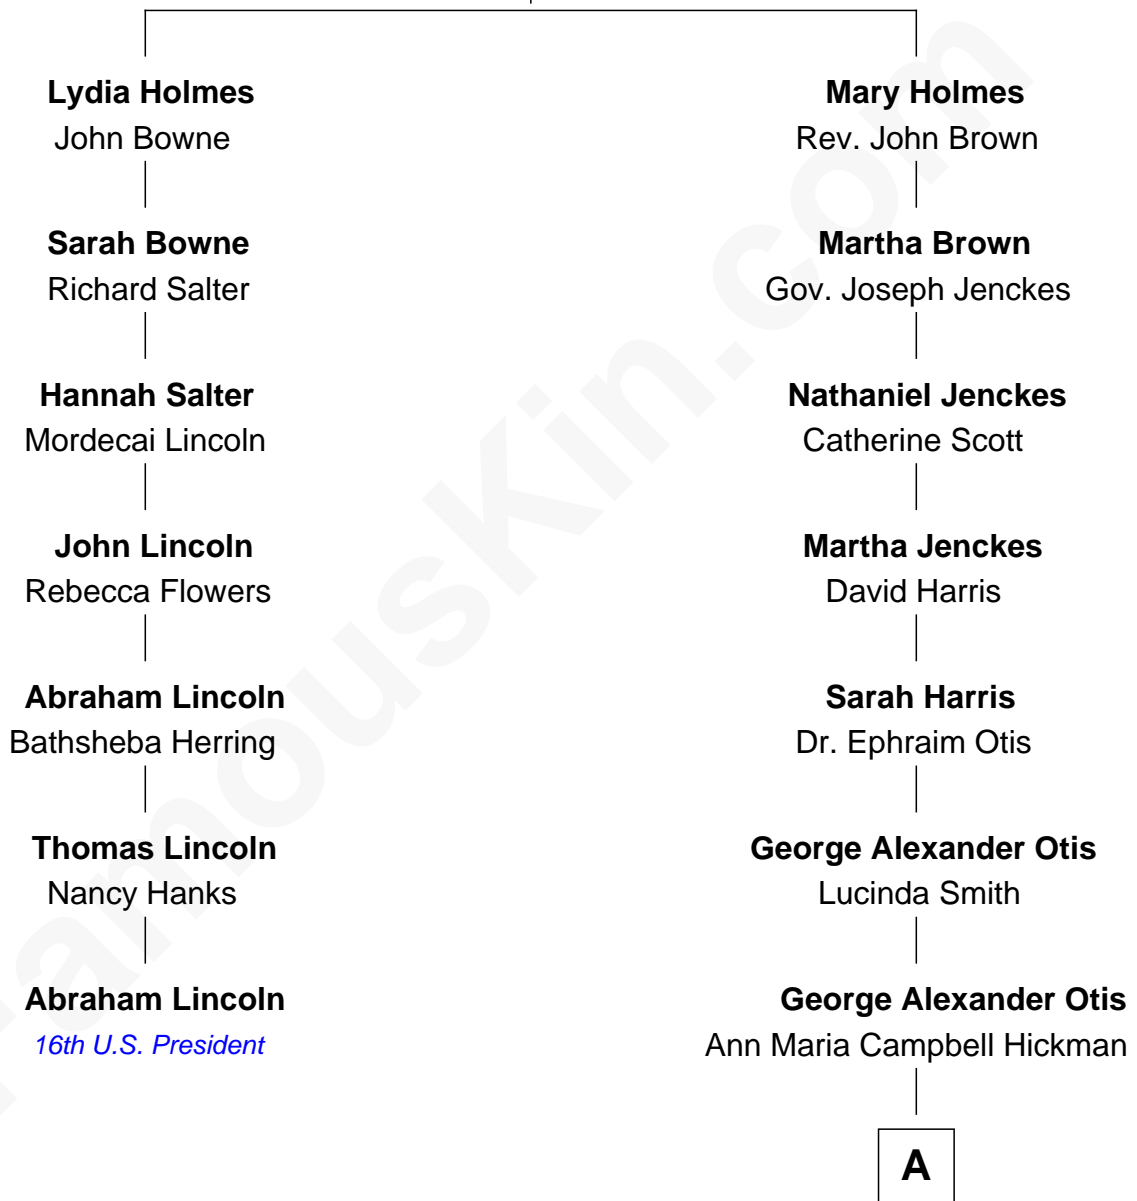 Lydia Holmes
John Bowne
Mary Holmes
Rev. John Brown
Sarah Bowne
Richard Salter
Martha Brown
Gov. Joseph Jenckes
Hannah Salter
Mordecai Lincoln
Nathaniel Jenckes
Catherine Scott
John Lincoln
Rebecca Flowers
Martha Jenckes
David Harris
Abraham Lincoln
Bathsheba Herring
Sarah Harris
Dr. Ephraim Otis
Thomas Lincoln
Nancy Hanks
George Alexander Otis
Lucinda Smith
Abraham Lincoln
16th U.S. President
George Alexander Otis
Ann Maria Campbell Hickman
A
FamousKin.com